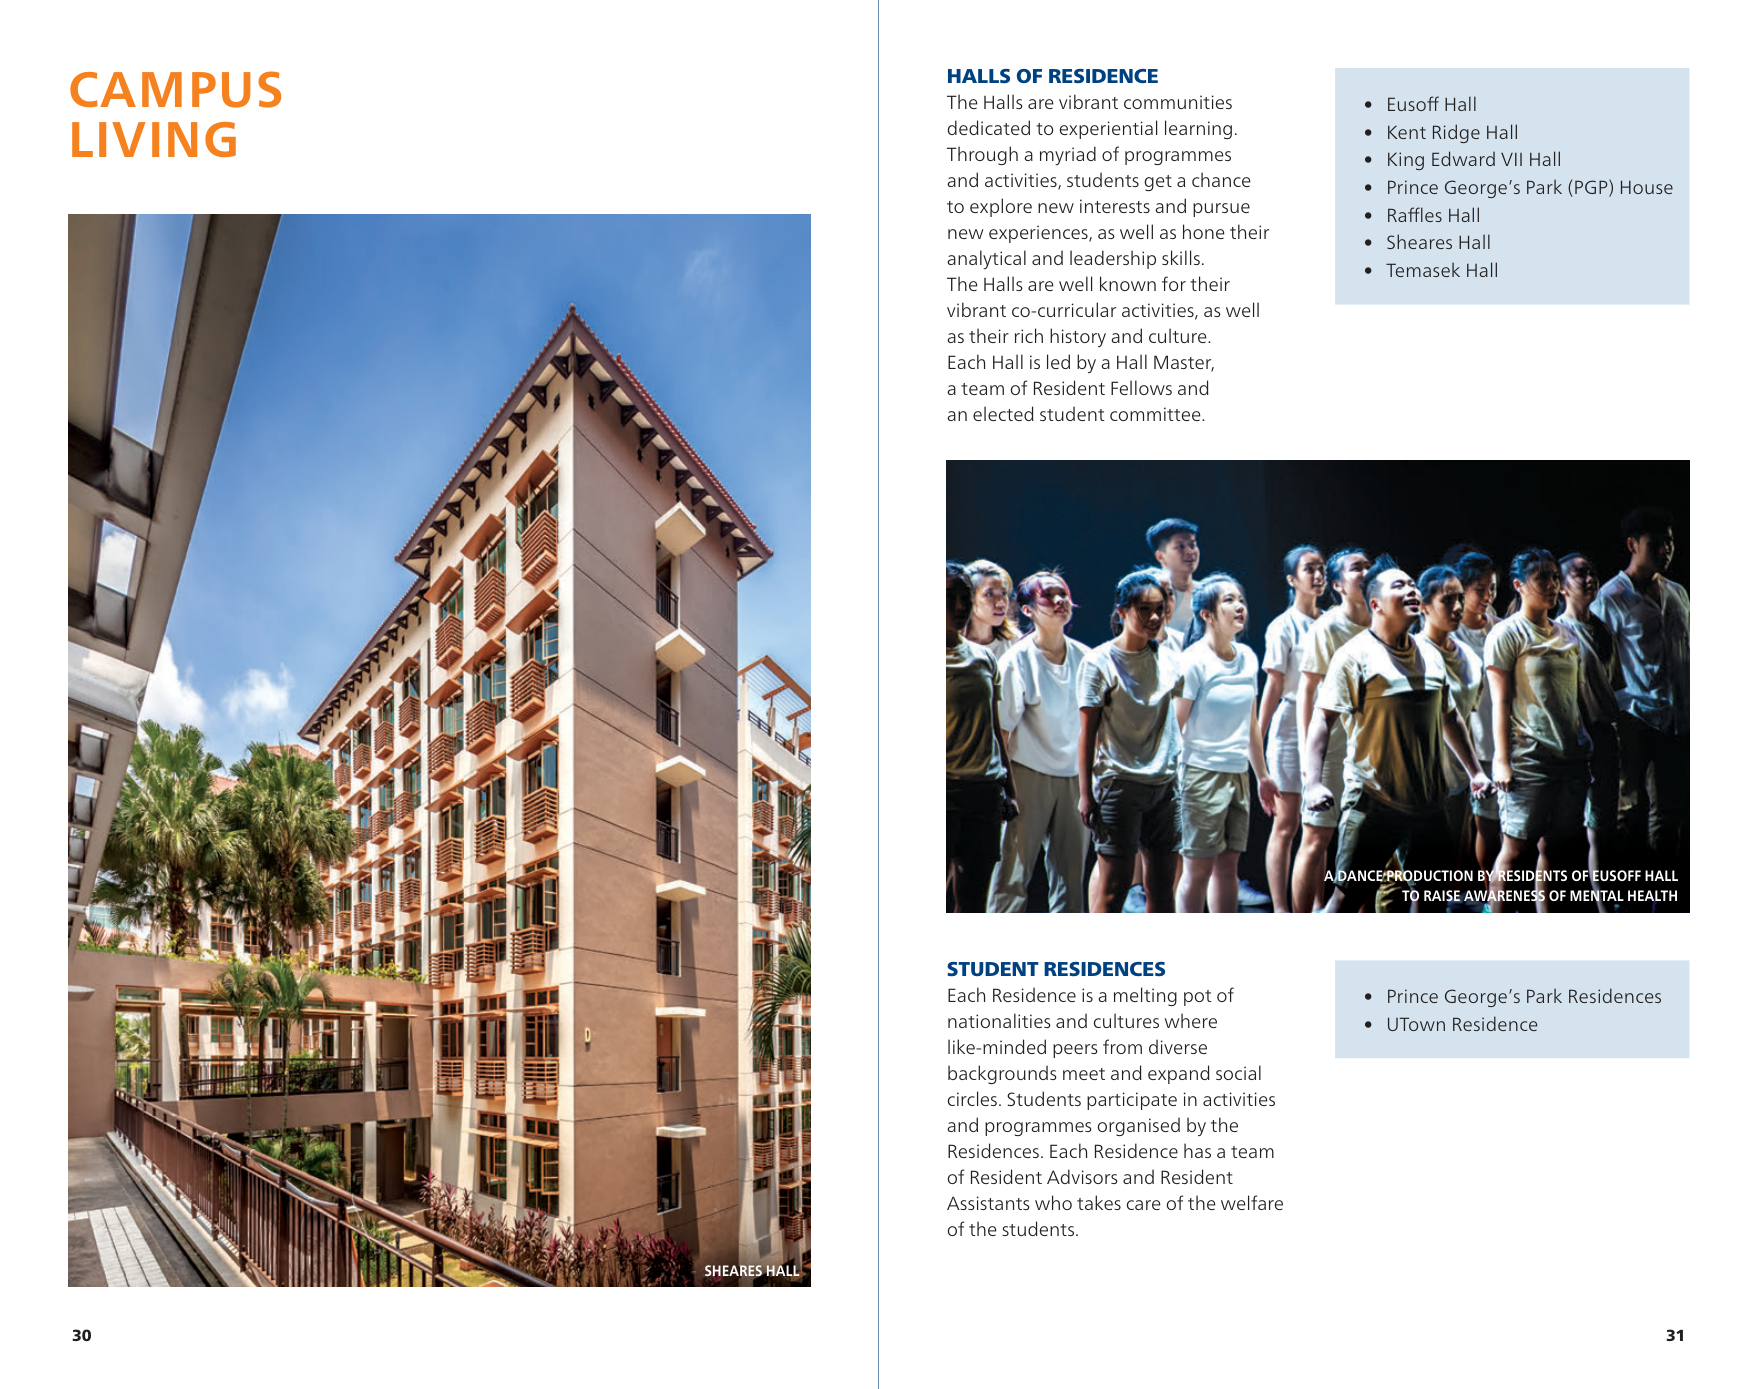 CAMPUS
LIVING
SHEARES HALL
D
30
HALLS OF RESIDENCE
The Halls are vibrant communities
dedicated to experiential learning.
Through a myriad of programmes
and activities, students get a chance
to explore new interests and pursue
new experiences, as well as hone their
analytical and leadership skills.
The Halls are well known for their
vibrant co-curricular activities, as well
as their rich history and culture.
Each Hall is led by a Hall Master,
a team of Resident Fellows and
an elected student committee.
• Eusoff Hall
• Kent Ridge Hall
• King Edward VII Hall
• Prince George’s Park (PGP) House
• Raffles Hall
• Sheares Hall
• Temasek Hall
A DANCE PRODUCTION BY RESIDENTS OF EUSOFF HALL
TO RAISE AWARENESS OF MENTAL HEALTH
STUDENT RESIDENCES
Each Residence is a melting pot of
nationalities and cultures where
like-minded peers from diverse
backgrounds meet and expand social
circles. Students participate in activities
and programmes organised by the
Residences. Each Residence has a team
of Resident Advisors and Resident
Assistants who takes care of the welfare
of the students.
• Prince George’s Park Residences
• UTown Residence
31